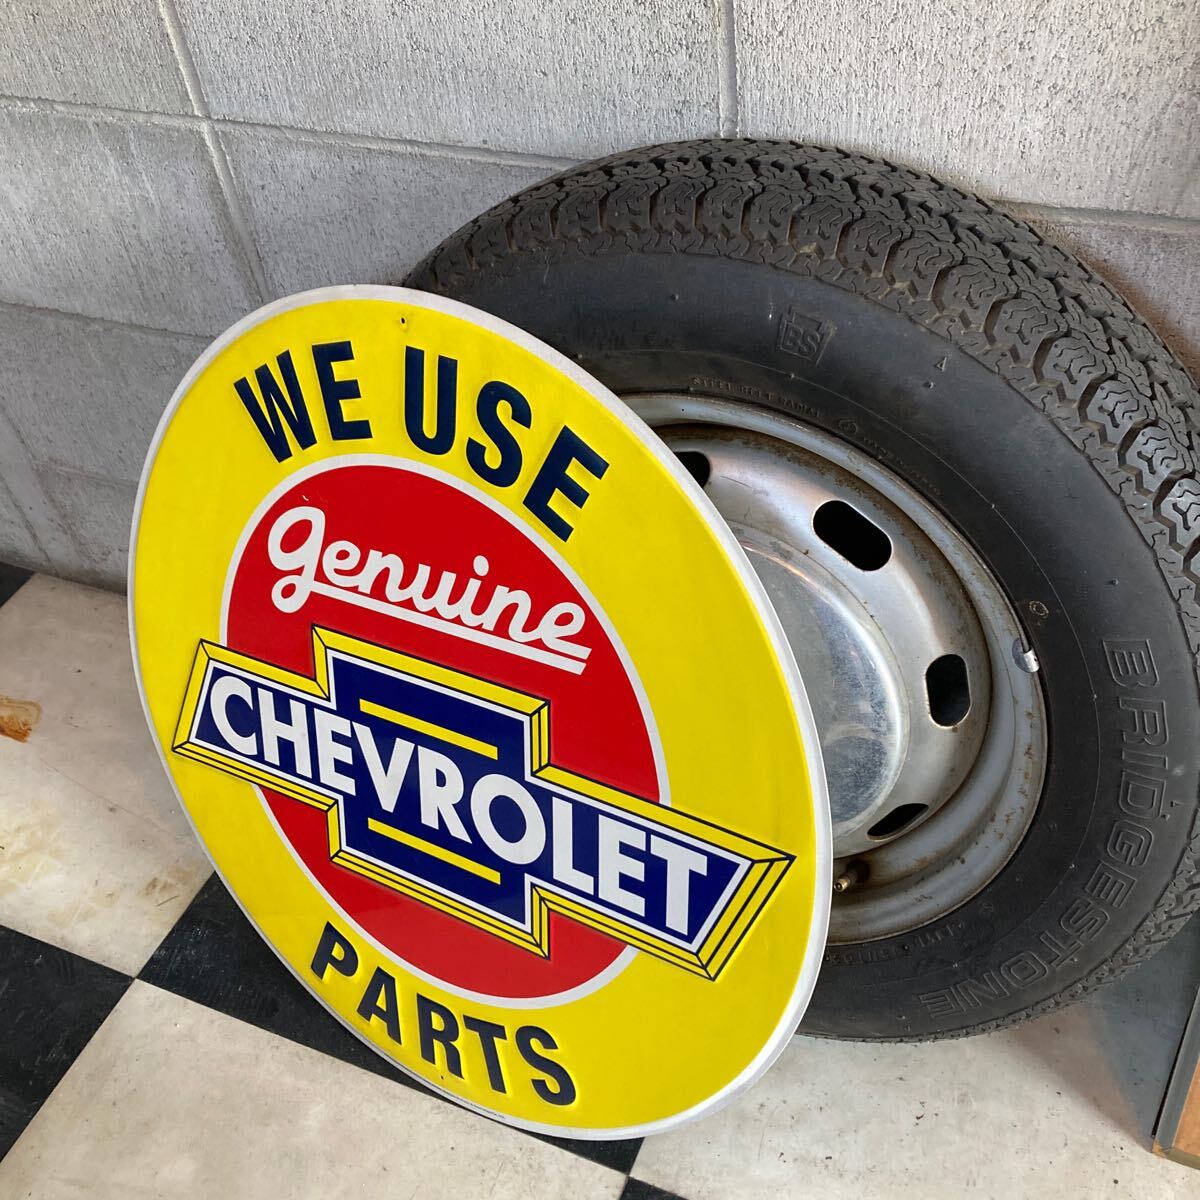 WE USE
genuine
CHEVROLET
PARTS
BS
STEEL BELT RADIAL
BRIDGESTONE